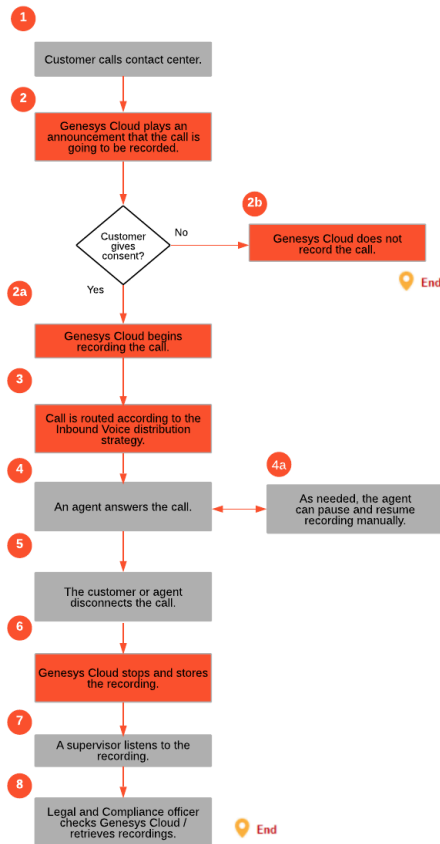 1
Customer calls contact center.
2
Genesys Cloud plays an
announcement that the call is
going to be recorded.
Customer
gives
consent?
No
2b
Genesys Cloud does not
record the call.
End
Yes
2a
Genesys Cloud begins
recording the call.
3
Call is routed according to the
Inbound Voice distribution
strategy.
4
An agent answers the call.
4a
As needed, the agent
can pause and resume
recording manually.
5
The customer or agent
disconnects the call.
6
Genesys Cloud stops and stores
the recording.
7
A supervisor listens to the
recording.
8
Legal and Compliance officer
checks Genesys Cloud /
retrieves recordings.
End